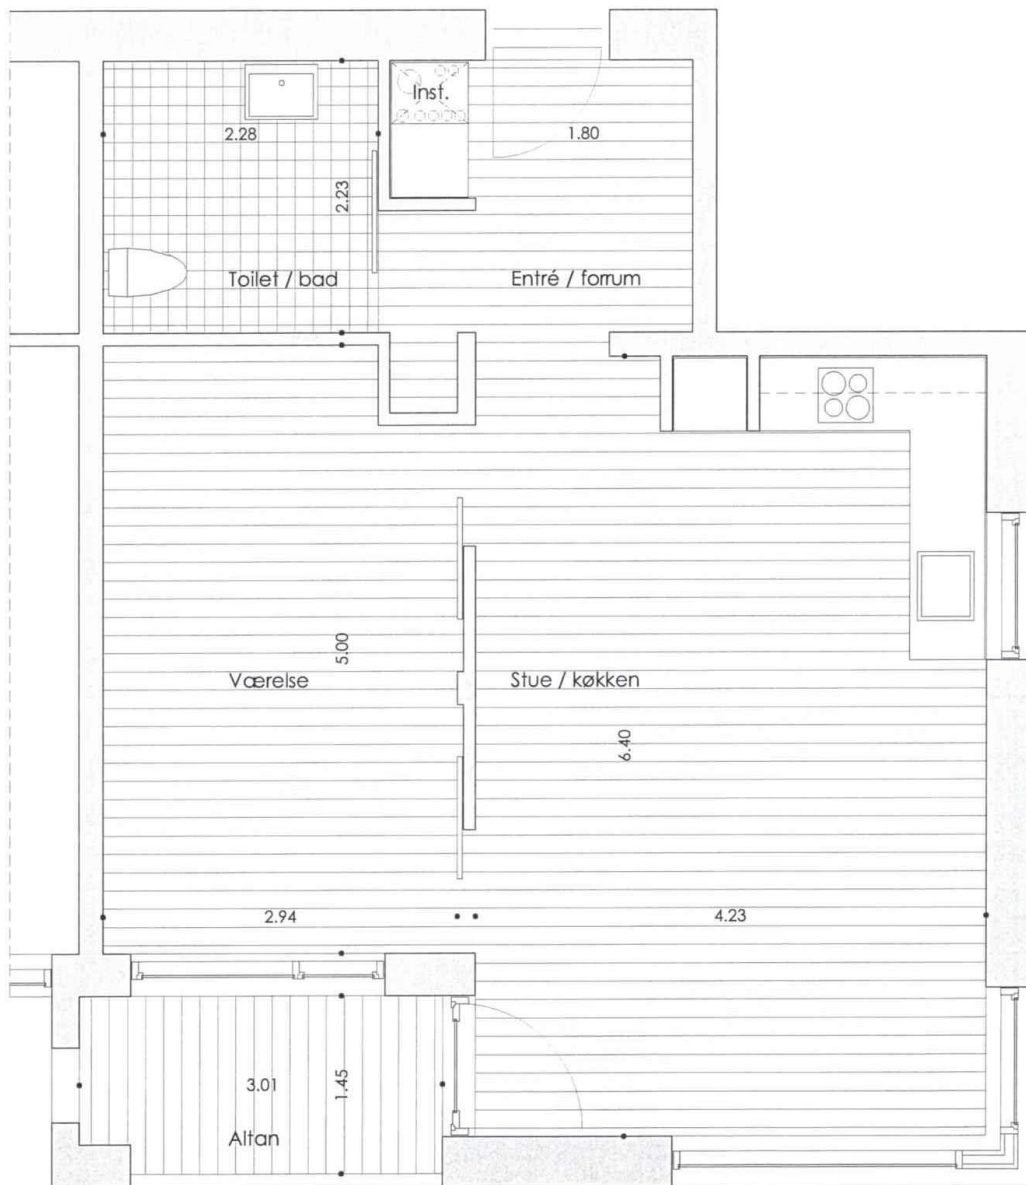 Inst.
2.28
1.80
2.23
Toilet / bad
Entré / forrum
5.00
Værelse
Stue / køkken
6.40
2.94
4.23
3.01
1.45
Altan